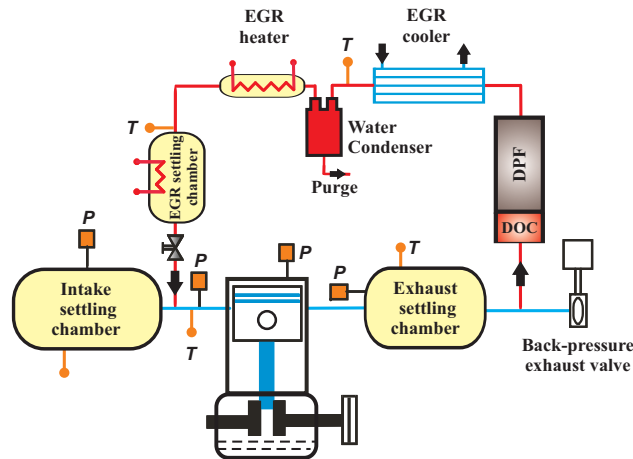 EGR
heater
EGR
cooler
T
T
Water
Condenser
Purge
EGR settling
chamber
DPF
DOC
P
P
P
P
T
T
Intake
settling
chamber
Exhaust
settling
chamber
Back-pressure
exhaust valve